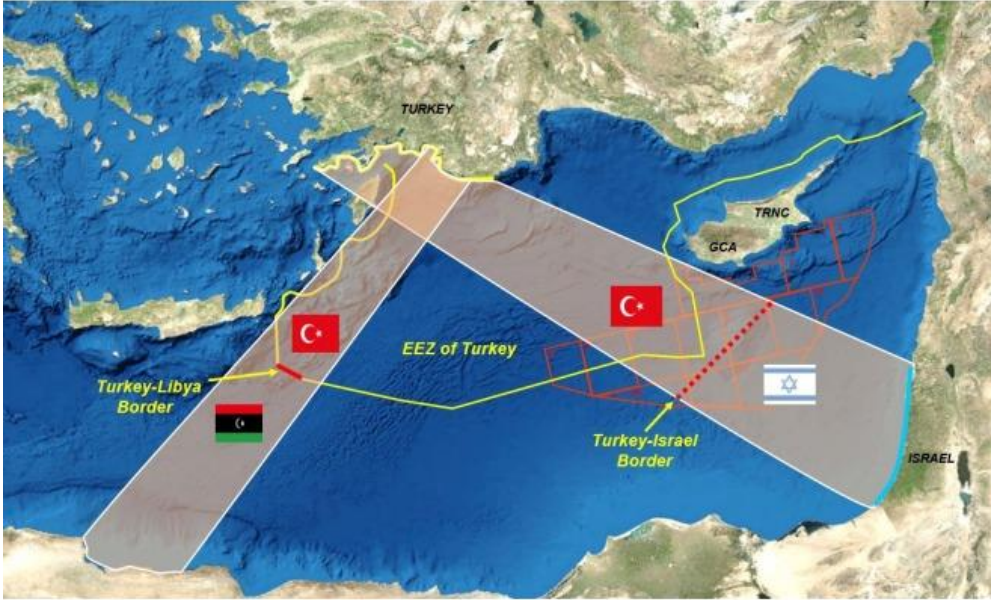 TURKEY
TRNC
GCA
EEZ of Turkey
Turkey-Libya
Border
Turkey-Israel
Border
ISRAEL